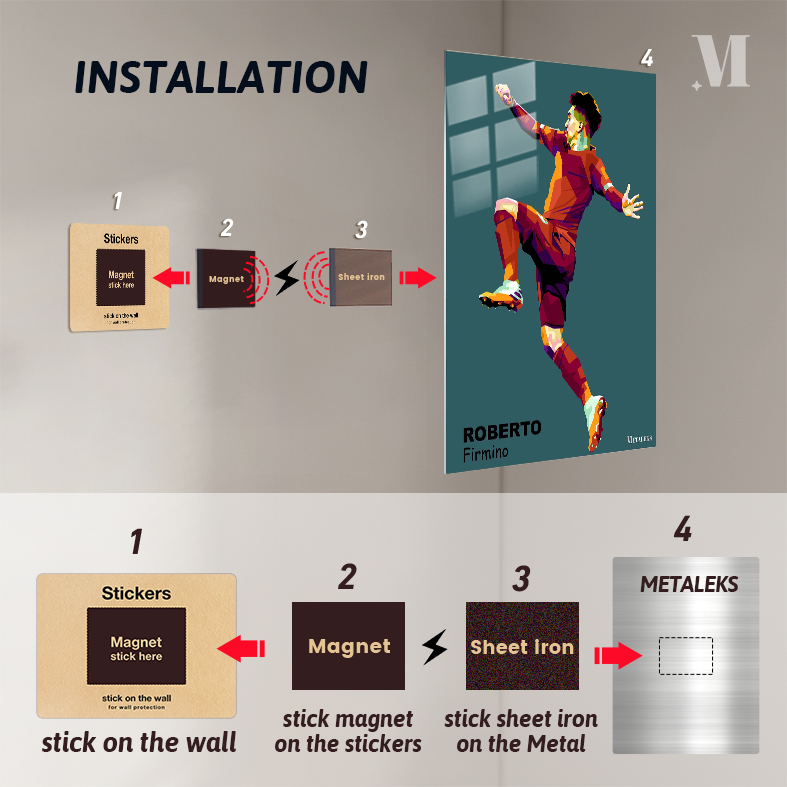 INSTALLATION
M
4
1
Stickers
Magnet
stick here
stick on the wall
for wall protection
2
Magnet
3
Sheet iron
ROBERTO
Firmino
METALEKS
1
Stickers
Magnet
stick here
stick on the wall
for wall protection
stick on the wall
2
Magnet
stick magnet
on the stickers
3
Sheet iron
stick sheet iron
on the Metal
4
METALEKS